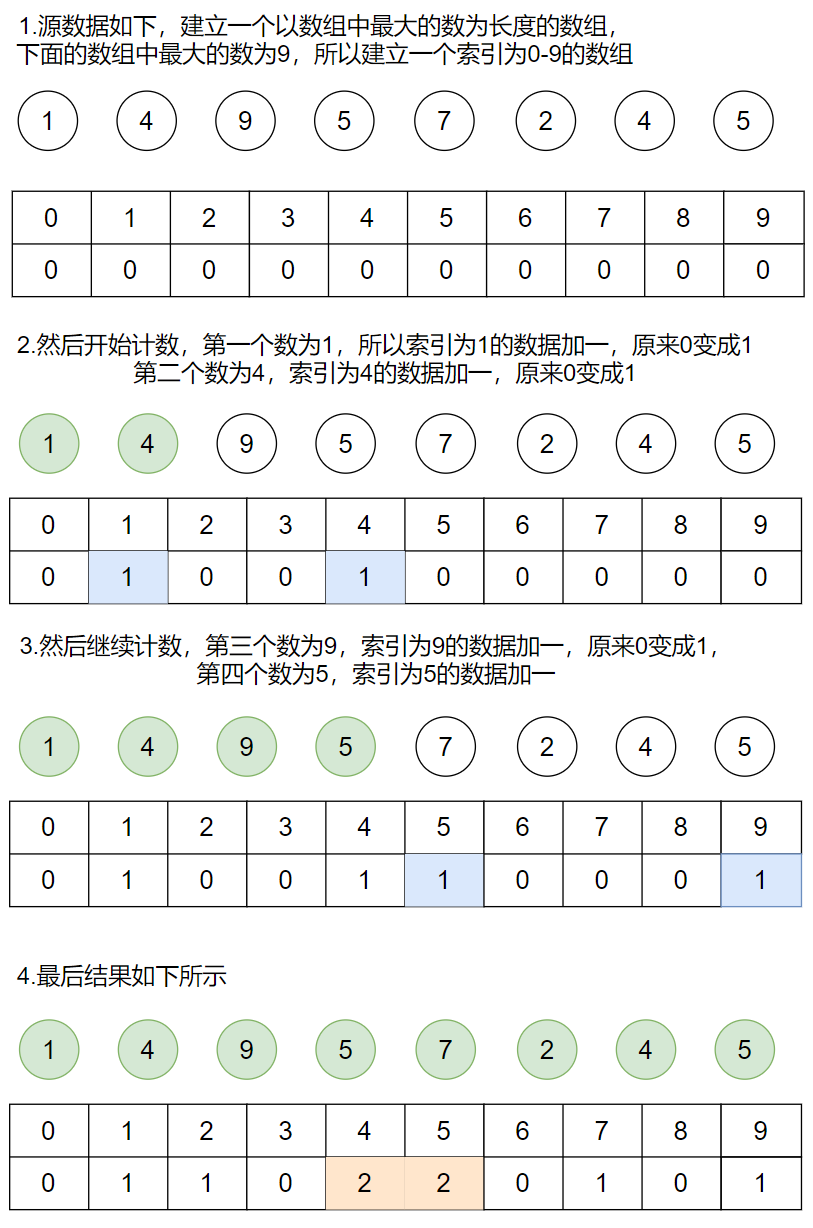 1.源数据如下，建立一个以数组中最大的数为长度的数组，
下面的数组中最大的数为9，所以建立一个索引为0-9的数组
1 4 9 5 7 2 4 5
0 1 2 3 4 5 6 7 8 9
0 0 0 0 0 0 0 0 0 0
2.然后开始计数，第一个数为1，所以索引为1的数据加一，原来0变成1
第二个数为4，索引为4的数据加一，原来0变成1
1 4 9 5 7 2 4 5
0 1 2 3 4 5 6 7 8 9
0 1 0 0 1 0 0 0 0 0
3.然后继续计数，第三个数为9，索引为9的数据加一，原来0变成1，
第四个数为5，索引为5的数据加一
1 4 9 5 7 2 4 5
0 1 2 3 4 5 6 7 8 9
0 1 0 0 1 1 0 0 0 1
4.最后结果如下所示
1 4 9 5 7 2 4 5
0 1 2 3 4 5 6 7 8 9
0 1 1 0 2 2 0 1 0 1